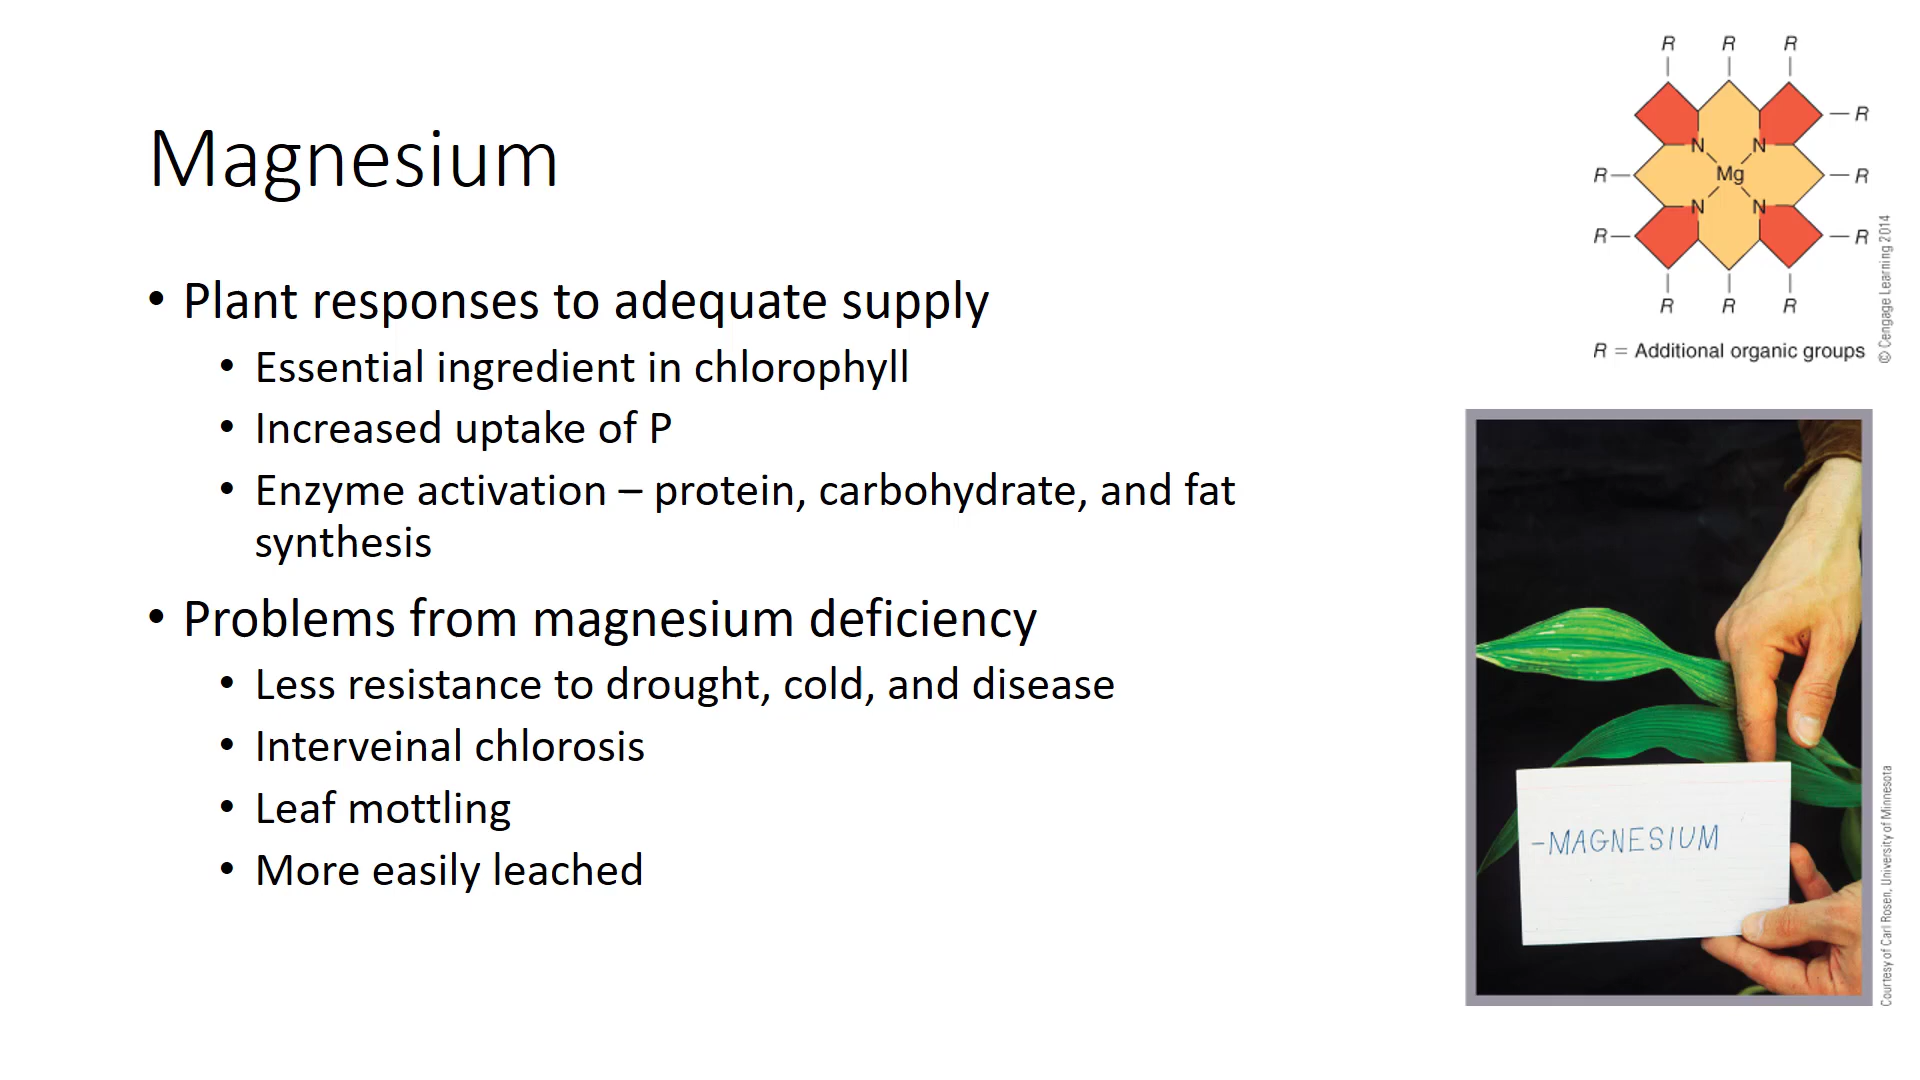 Magnesium
• Plant responses to adequate supply
• Essential ingredient in chlorophyll
• Increased uptake of P
• Enzyme activation – protein, carbohydrate, and fat
synthesis
• Problems from magnesium deficiency
• Less resistance to drought, cold, and disease
• Interveinal chlorosis
• Leaf mottling
• More easily leached
R R R
R
N N
R Mg R
N N
R R
R R R
R = Additional organic groups
© Cengage Learning 2014
-MAGNESIUM
Courtesy of Carl Rosen, University of Minnesota